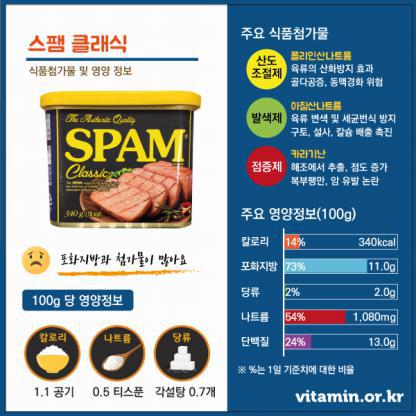 스팸 클래식
식품첨가물 및 영양 정보
The Authentic Quality
SPAM
Classic
340 g
포화지방과 첨가물이 많아요
100g 당 영양정보
칼로리
나트륨
당류
1.1 공기
0.5 티스푼
각설탕 0.7개
주요 식품첨가물
산도
조절제
폴리인산나트륨
육류의 산화방지 효과
골다공증, 동맥경화 위험
발색제
아질산나트륨
육류 변색 및 세균번식 방지
구토, 설사, 칼슘 배출 촉진
점증제
카라기난
해조에서 추출, 점도 증가
복부팽만, 암 유발 논란
주요 영양정보(100g)
칼로리 14% 340kcal
포화지방 73% 11.0g
당류 2% 2.0g
나트륨 54% 1,080mg
단백질 24% 13.0g
※ %는 1일 기준치에 대한 비율
vitamin.or.kr